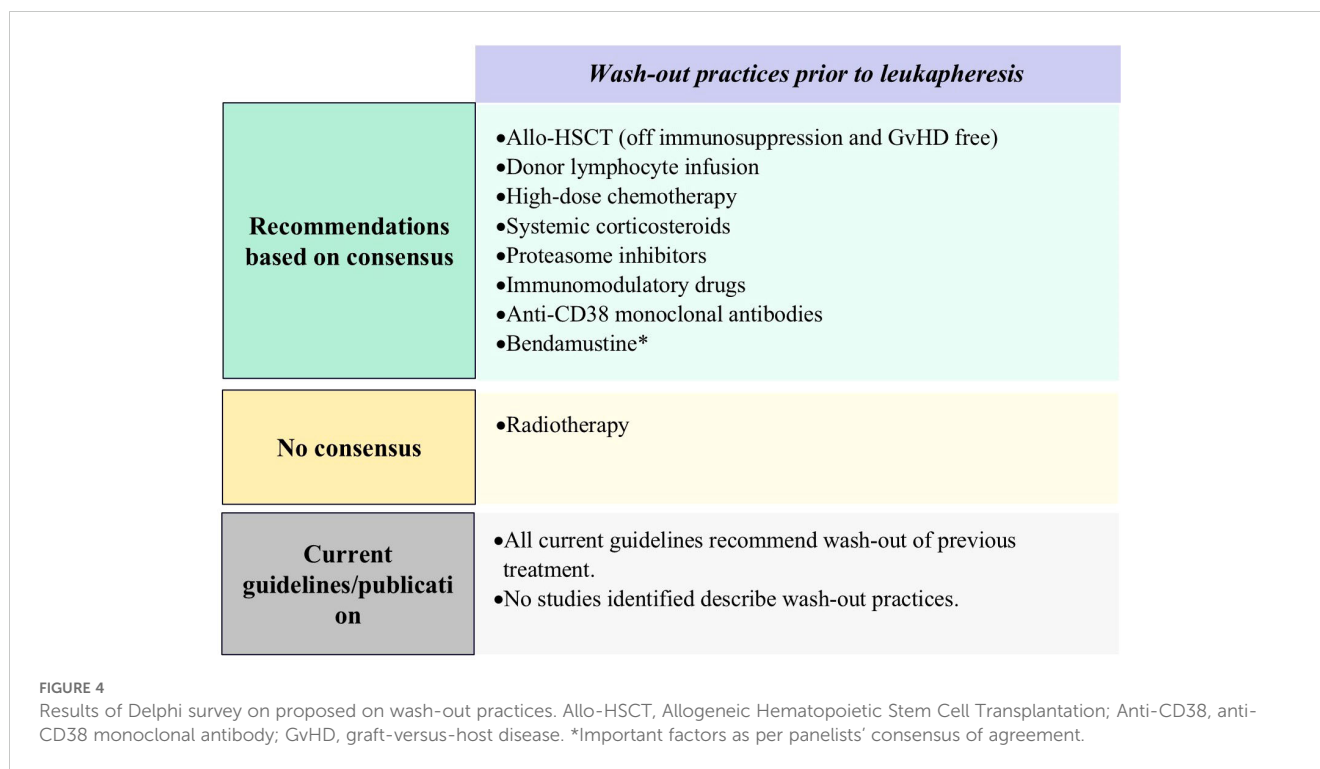 Wash-out practices prior to leukapheresis
Recommendations
based on consensus
•Allo-HSCT (off immunosuppression and GvHD free)
•Donor lymphocyte infusion
•High-dose chemotherapy
•Systemic corticosteroids
•Proteasome inhibitors
•Immunomodulatory drugs
•Anti-CD38 monoclonal antibodies
•Bendamustine*
No consensus
•Radiotherapy
Current
guidelines/publicati
on
•All current guidelines recommend wash-out of previous
treatment.
•No studies identified describe wash-out practices.
FIGURE 4
Results of Delphi survey on proposed on wash-out practices. Allo-HSCT, Allogeneic Hematopoietic Stem Cell Transplantation; Anti-CD38, anti-
CD38 monoclonal antibody; GvHD, graft-versus-host disease. *Important factors as per panelists' consensus of agreement.